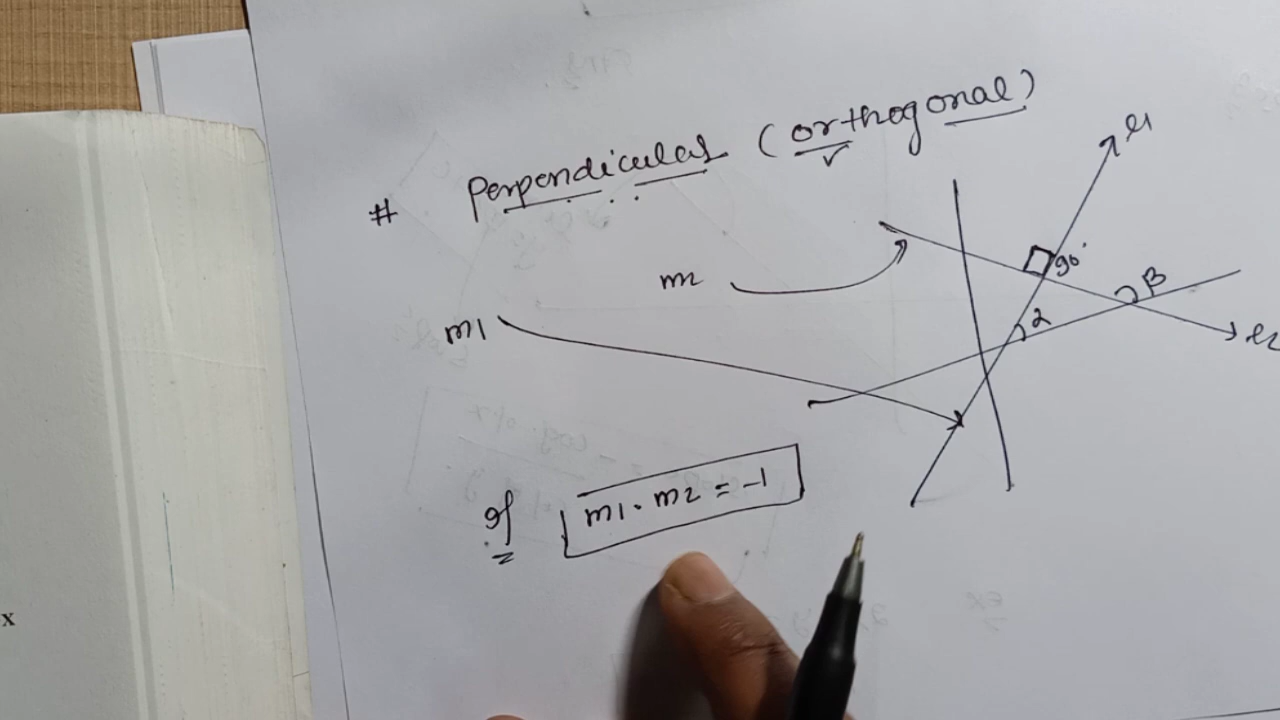 # Perpendicular (orthogonal)
l1
m2
90°
β
m1
α
l2
If m1 · m2 = -1
x